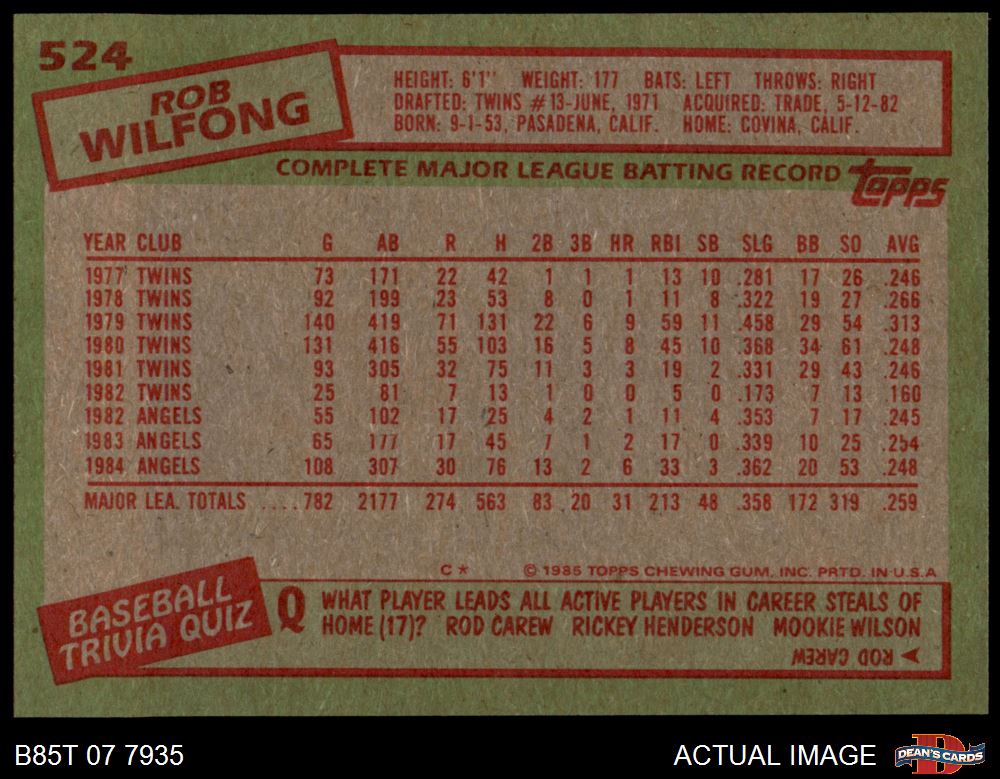 524
ROB
WILFONG
HEIGHT: 6'1" WEIGHT: 177 BATS: LEFT THROWS: RIGHT
DRAFTED: TWINS #13-JUNE, 1971 ACQUIRED: TRADE, 5-12-82
BORN: 9-1-53, PASADENA, CALIF. HOME: COVINA, CALIF.
COMPLETE MAJOR LEAGUE BATTING RECORD topps
YEAR CLUB G AB R H 2B 3B HR RBI SB SLG BB SO AVG
1977 TWINS 73 171 22 42 1 1 1 13 10 .281 17 26 .246
1978 TWINS 92 199 23 53 8 0 1 11 8 .322 19 27 .266
1979 TWINS 140 419 71 131 22 6 9 59 11 .458 29 54 .313
1980 TWINS 131 416 55 103 16 5 8 45 10 .368 34 61 .248
1981 TWINS 93 305 32 75 11 3 3 19 2 .331 29 43 .246
1982 TWINS 25 81 7 13 1 0 0 5 0 .173 7 13 .160
1982 ANGELS 55 102 17 25 4 2 1 11 4 .353 7 17 .245
1983 ANGELS 65 177 17 45 7 1 2 17 0 .339 10 25 .254
1984 ANGELS 108 307 30 76 13 2 6 33 3 .362 20 53 .248
MAJOR LEA. TOTALS ....782 2177 274 563 83 20 31 213 48 .358 172 319 .259
C* © 1985 TOPPS CHEWING GUM, INC. PRTD. IN U.S.A
BASEBALL
TRIVIA QUIZ
Q WHAT PLAYER LEADS ALL ACTIVE PLAYERS IN CAREER STEALS OF
HOME (17)? ROD CAREW RICKEY HENDERSON MOOKIE WILSON
ROD CAREW
B85T 07 7935 ACTUAL IMAGE DEAN'S CARDS